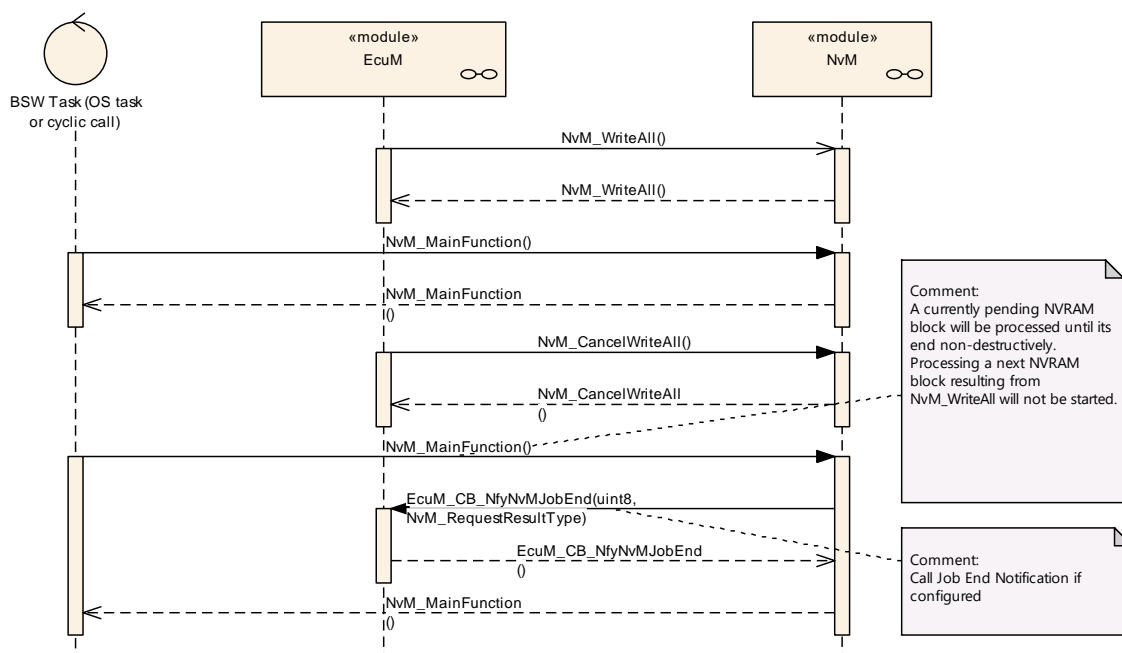 «module»
EcuM
«module»
NvM
BSW Task (OS task
or cyclic call)
NvM_WriteAll()
NvM_WriteAll()
NvM_MainFunction()
NvM_MainFunction
()
NvM_CancelWriteAll()
NvM_CancelWriteAll
()
NvM_MainFunction()
EcuM_CB_NfyNvMJobEnd(uint8,
NvM_RequestResultType)
EcuM_CB_NfyNvMJobEnd
()
NvM_MainFunction
()
Comment:
A currently pending NVRAM
block will be processed until its
end non-destructively.
Processing a next NVRAM
block resulting from
NvM_WriteAll will not be started.
Comment:
Call Job End Notification if
configured